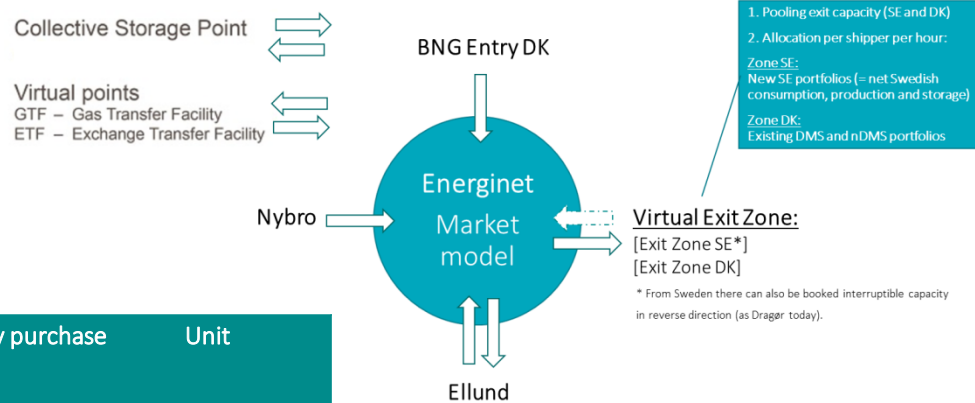 Collective Storage Point
Virtual points
GTF – Gas Transfer Facility
ETF – Exchange Transfer Facility
BNG Entry DK
1. Pooling exit capacity (SE and DK)
2. Allocation per shipper per hour:
Zone SE:
New SE portfolios (= net Swedish
consumption, production and storage)
Zone DK:
Existing DMS and nDMS portfolios
Nybro
Energinet
Market
model
Virtual Exit Zone:
[Exit Zone SE*]
[Exit Zone DK]
* From Sweden there can also be booked interruptible capacity
in reverse direction (as Dragør today).
purchase Unit
Ellund